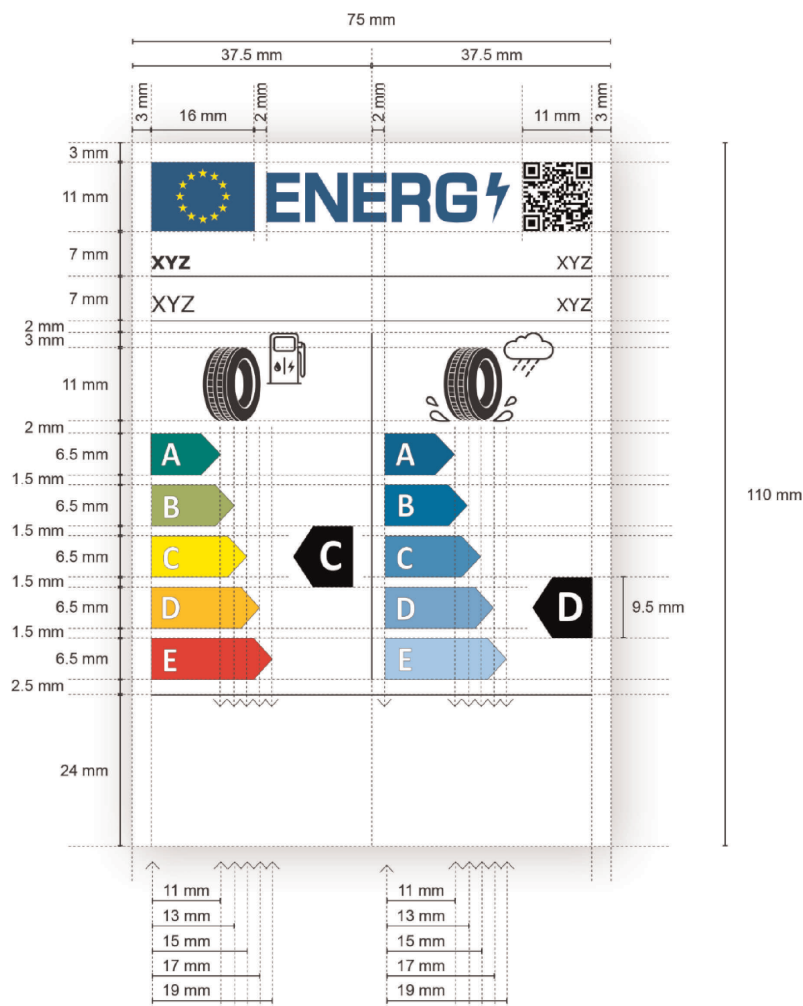 75 mm
37.5 mm 37.5 mm
3 mm 16 mm 2 mm 2 mm 11 mm 3 mm
3 mm
11 mm ENERG
7 mm XYZ XYZ
7 mm XYZ XYZ
2 mm
3 mm
11 mm
2 mm
6.5 mm A A
1.5 mm
6.5 mm B B 110 mm
1.5 mm
6.5 mm C C C
1.5 mm
6.5 mm D D D 9.5 mm
1.5 mm
6.5 mm E E
2.5 mm
24 mm
11 mm 11 mm
13 mm 13 mm
15 mm 15 mm
17 mm 17 mm
19 mm 19 mm